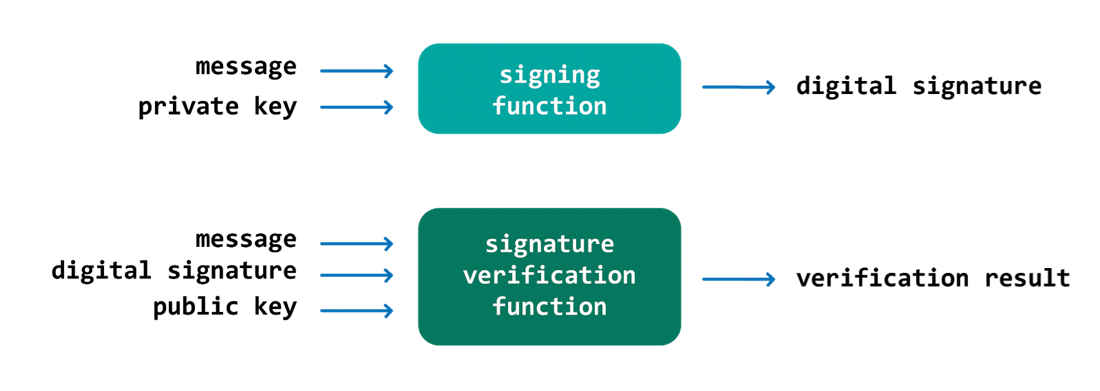 message
private key
signing
function
digital signature
message
digital signature
public key
signature
verification
function
verification result